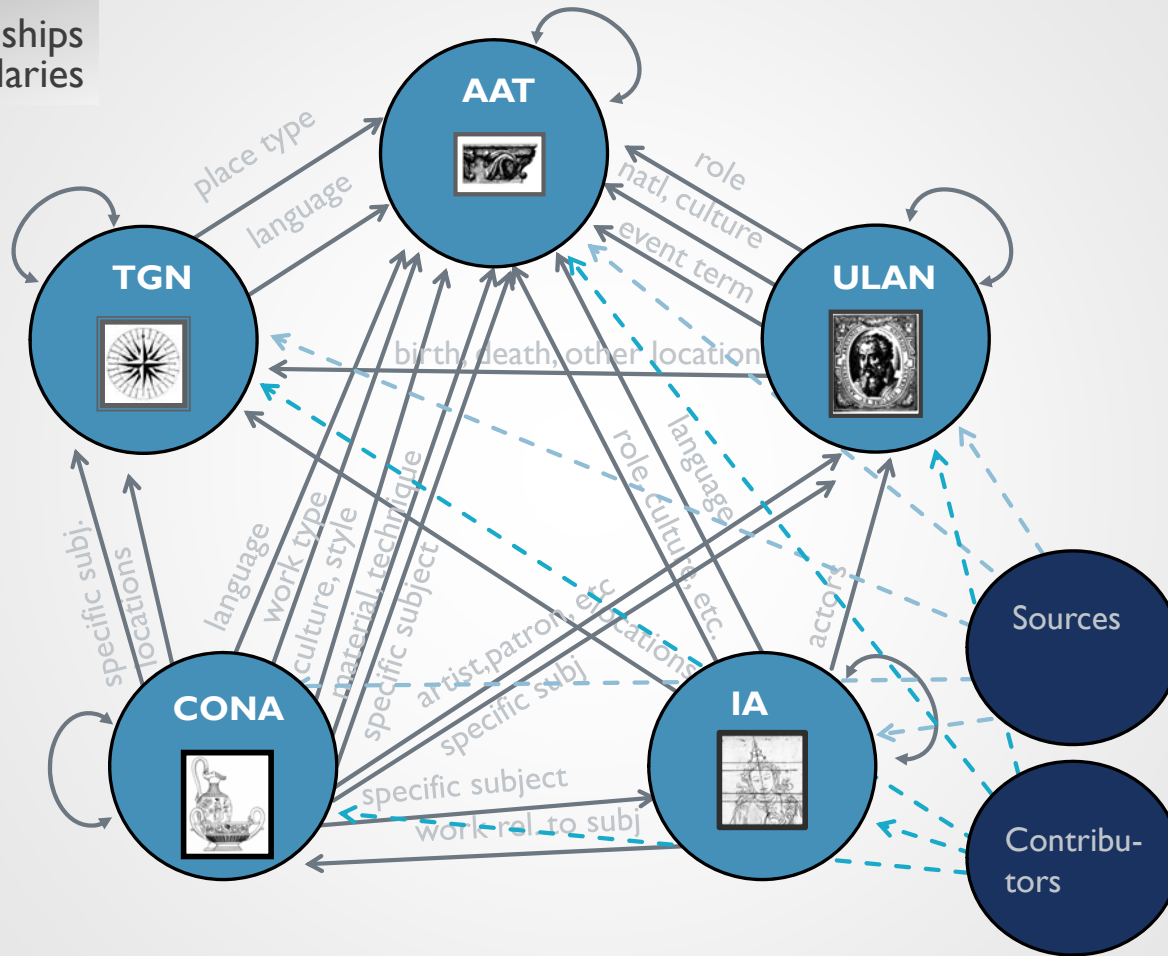 ships
laries
AAT
place type
language
role
natl, culture
event term
TGN
ULAN
birth, death, other location
specific subj.
locations
language
work type
culture, style
material, technique
specific subject
artist,patron, etc
specific subj
role, culture, etc.
language
locations
actors
Sources
CONA
IA
specific subject
work rel. to subj
Contribu-
tors